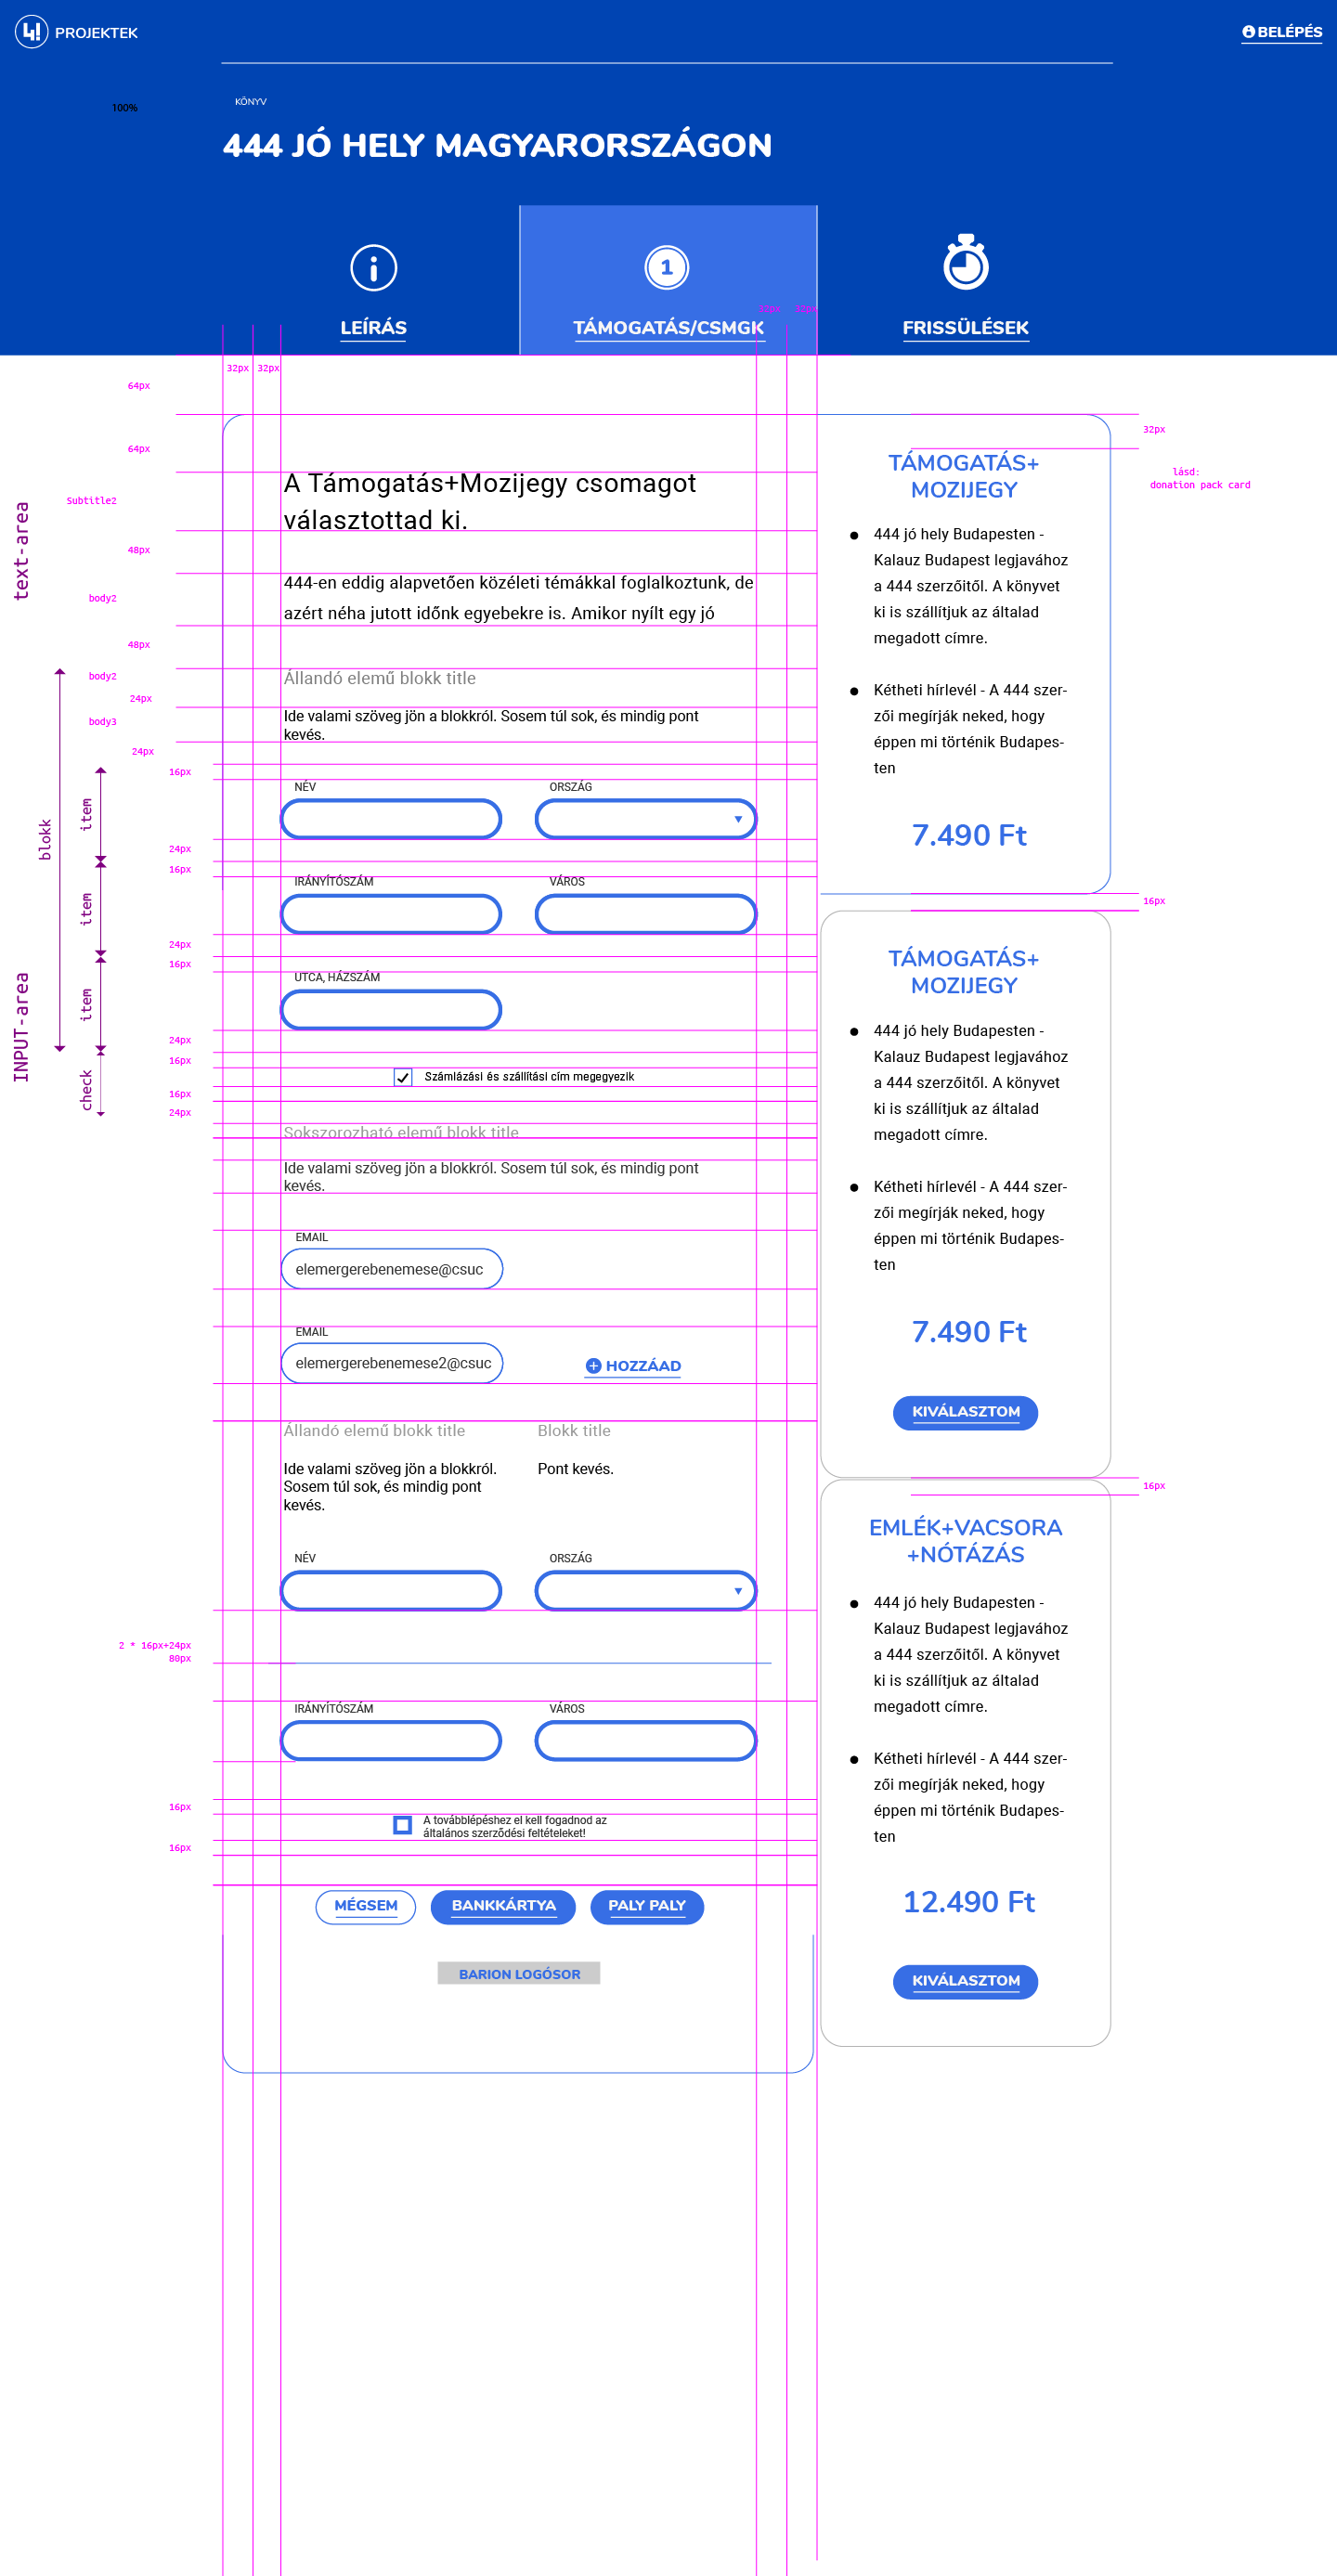 4! PROJEKTEK
BELÉPÉS
100%
KÖNYV
444 JÓ HELY MAGYARORSZÁGON
1
LEÍRÁS
TÁMOGATÁS/CSMGK
FRISSÜLÉSEK
32px
32px
64px
64px
Subtitle2
48px
body2
48px
body2
24px
body3
24px
16px
24px
16px
24px
16px
24px
16px
16px
24px
2 * 16px+24px
80px
16px
16px
text-area
INPUT-area
blokk
item
item
item
check
A Támogatás+Mozijegy csomagot
választottad ki.
444-en eddig alapvetően közéleti témákkal foglalkoztunk, de
azért néha jutott időnk egyebekre is. Amikor nyílt egy jó
Állandó elemű blokk title
Ide valami szöveg jön a blokkról. Sosem túl sok, és mindig pont
kevés.
NÉV
ORSZÁG
IRÁNYÍTÓSZÁM
VÁROS
UTCA, HÁZSZÁM
Számlázási és szállítási cím megegyezik
Sokszorozható elemű blokk title
Ide valami szöveg jön a blokkról. Sosem túl sok, és mindig pont
kevés.
EMAIL
elemergerebenemese@csuc
EMAIL
elemergerebenemese2@csuc
HOZZÁAD
Állandó elemű blokk title
Blokk title
Ide valami szöveg jön a blokkról.
Sosem túl sok, és mindig pont
kevés.
Pont kevés.
NÉV
ORSZÁG
IRÁNYÍTÓSZÁM
VÁROS
A továbblépéshez el kell fogadnod az
általános szerződési feltételeket!
MÉGSEM
BANKKÁRTYA
PALY PALY
BARION LOGÓSOR
TÁMOGATÁS+
MOZIJEGY
444 jó hely Budapesten -
Kalauz Budapest legjavához
a 444 szerzőitől. A könyvet
ki is szállítjuk az általad
megadott címre.
Kétheti hírlevél - A 444 szer-
zői megírják neked, hogy
éppen mi történik Budapes-
ten
7.490 Ft
TÁMOGATÁS+
MOZIJEGY
444 jó hely Budapesten -
Kalauz Budapest legjavához
a 444 szerzőitől. A könyvet
ki is szállítjuk az általad
megadott címre.
Kétheti hírlevél - A 444 szer-
zői megírják neked, hogy
éppen mi történik Budapes-
ten
7.490 Ft
KIVÁLASZTOM
EMLÉK+VACSORA
+NÓTÁZÁS
444 jó hely Budapesten -
Kalauz Budapest legjavához
a 444 szerzőitől. A könyvet
ki is szállítjuk az általad
megadott címre.
Kétheti hírlevél - A 444 szer-
zői megírják neked, hogy
éppen mi történik Budapes-
ten
12.490 Ft
KIVÁLASZTOM
32px
lásd:
donation pack card
16px
16px